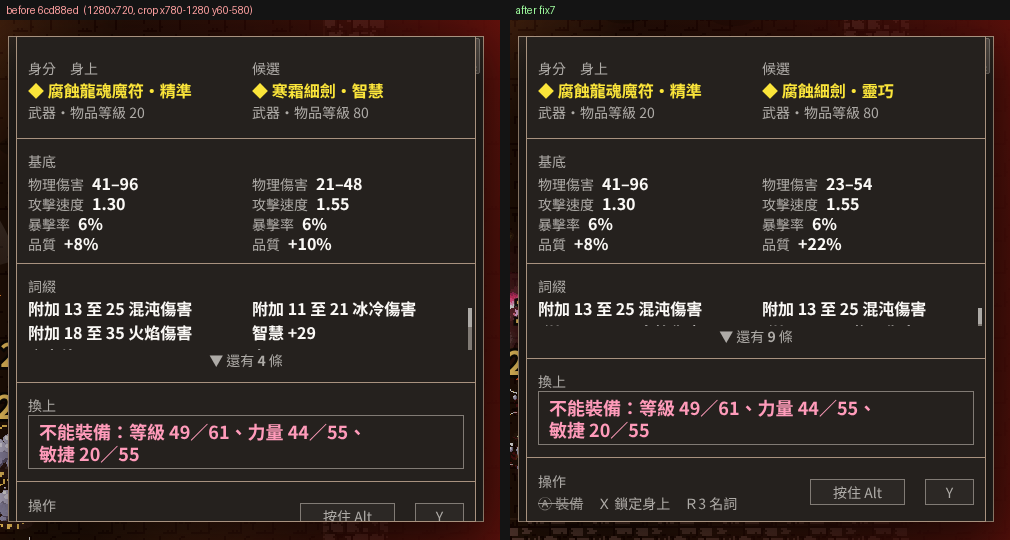 before 6cd88ed (1280x720, crop x780-1280 y60-580)
身分 身上
候選
◆ 腐蝕龍魂魔符・精準
◆ 寒霜細劍・智慧
武器・物品等級 20
武器・物品等級 80
基底
物理傷害 41–96
物理傷害 21–48
攻擊速度 1.30
攻擊速度 1.55
暴擊率 6%
暴擊率 6%
品質 +8%
品質 +10%
詞綴
附加 13 至 25 混沌傷害
附加 11 至 21 冰冷傷害
附加 18 至 35 火焰傷害
智慧 +29
▼ 還有 4 條
換上
不能裝備：等級 49／61、力量 44／55、
敏捷 20／55
操作
按住 Alt
Y
after fix7
身分 身上
候選
◆ 腐蝕龍魂魔符・精準
◆ 腐蝕細劍・靈巧
武器・物品等級 20
武器・物品等級 80
基底
物理傷害 41–96
物理傷害 23–54
攻擊速度 1.30
攻擊速度 1.55
暴擊率 6%
暴擊率 6%
品質 +8%
品質 +22%
詞綴
附加 13 至 25 混沌傷害
附加 13 至 25 混沌傷害
▼ 還有 9 條
換上
不能裝備：等級 49／61、力量 44／55、
敏捷 20／55
操作
按住 Alt
Y
Ⓐ 裝備 X 鎖定身上 R3 名詞